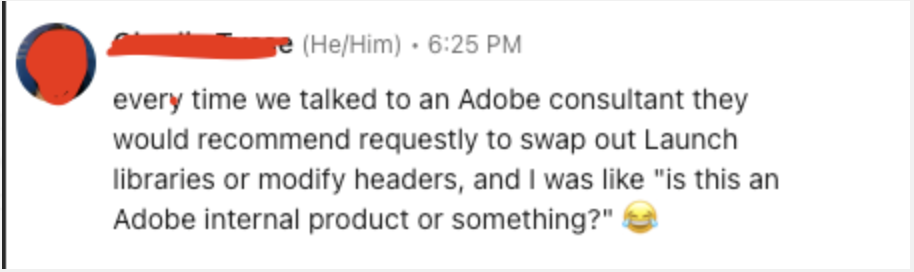 e (He/Him) • 6:25 PM
every time we talked to an Adobe consultant they
would recommend requestly to swap out Launch
libraries or modify headers, and I was like "is this an
Adobe internal product or something?" 😂